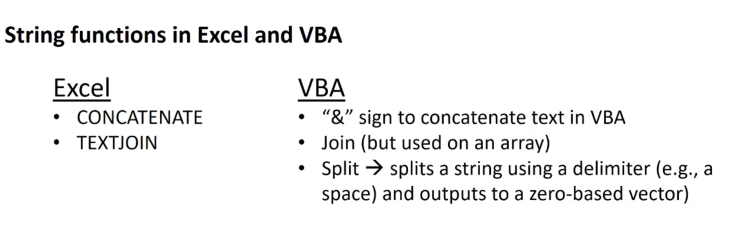 String functions in Excel and VBA
Excel
• CONCATENATE
• TEXTJOIN
VBA
• “&” sign to concatenate text in VBA
• Join (but used on an array)
• Split → splits a string using a delimiter (e.g., a
space) and outputs to a zero-based vector)